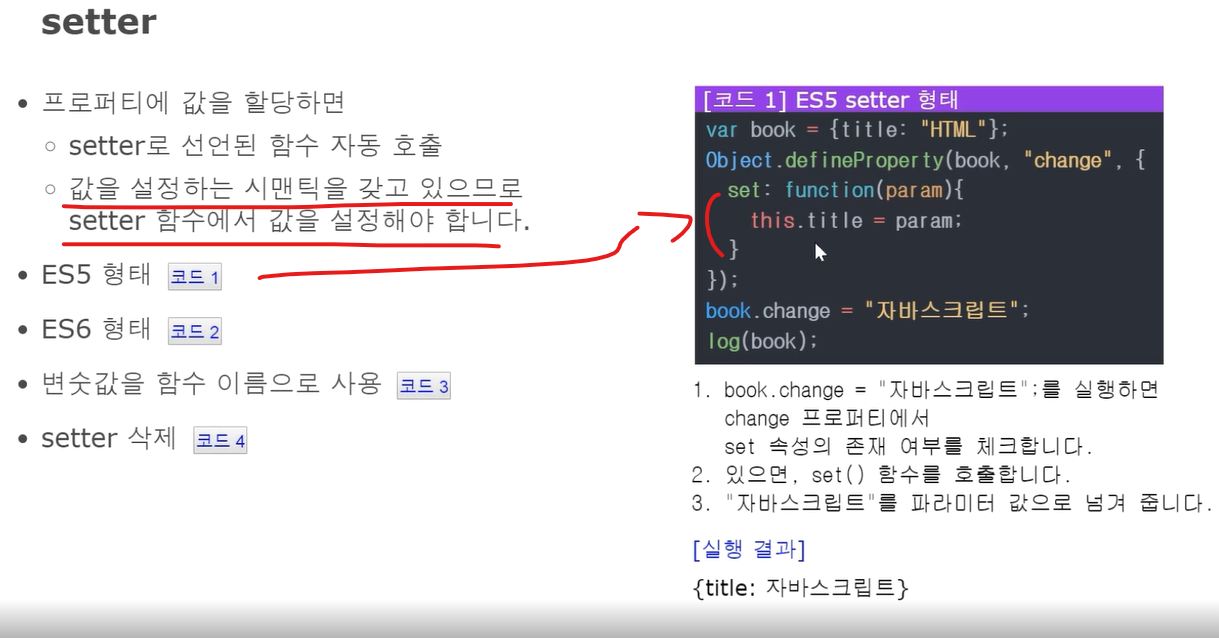 setter
• 프로퍼티에 값을 할당하면
○ setter로 선언된 함수 자동 호출
○ 값을 설정하는 시맨틱을 갖고 있으므로
setter 함수에서 값을 설정해야 합니다.
• ES5 형태 코드 1
• ES6 형태 코드 2
• 변숫값을 함수 이름으로 사용 코드 3
• setter 삭제 코드 4
[코드 1] ES5 setter 형태
var book = {title: "HTML"};
Object.defineProperty(book, "change", {
set: function(param){
this.title = param;
}
});
book.change = "자바스크립트";
log(book);
1. book.change = "자바스크립트";를 실행하면
change 프로퍼티에서
set 속성의 존재 여부를 체크합니다.
2. 있으면, set() 함수를 호출합니다.
3. "자바스크립트"를 파라미터 값으로 넘겨 줍니다.
[실행 결과]
{title: 자바스크립트}